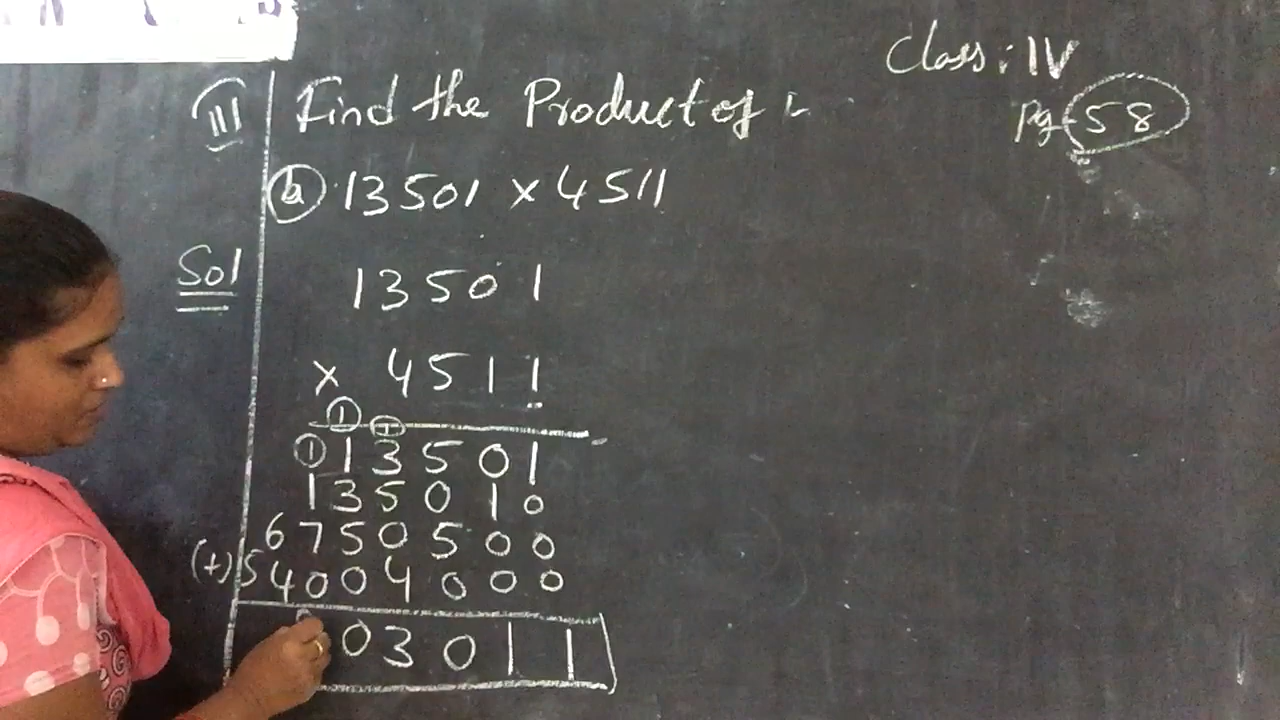 Class: IV
Pg-58
III Find the Product of :-
a 13501 x 4511
Sol
13501
x 4511
1 1
1 13501
135010
6750500
(+) 54004000
03011